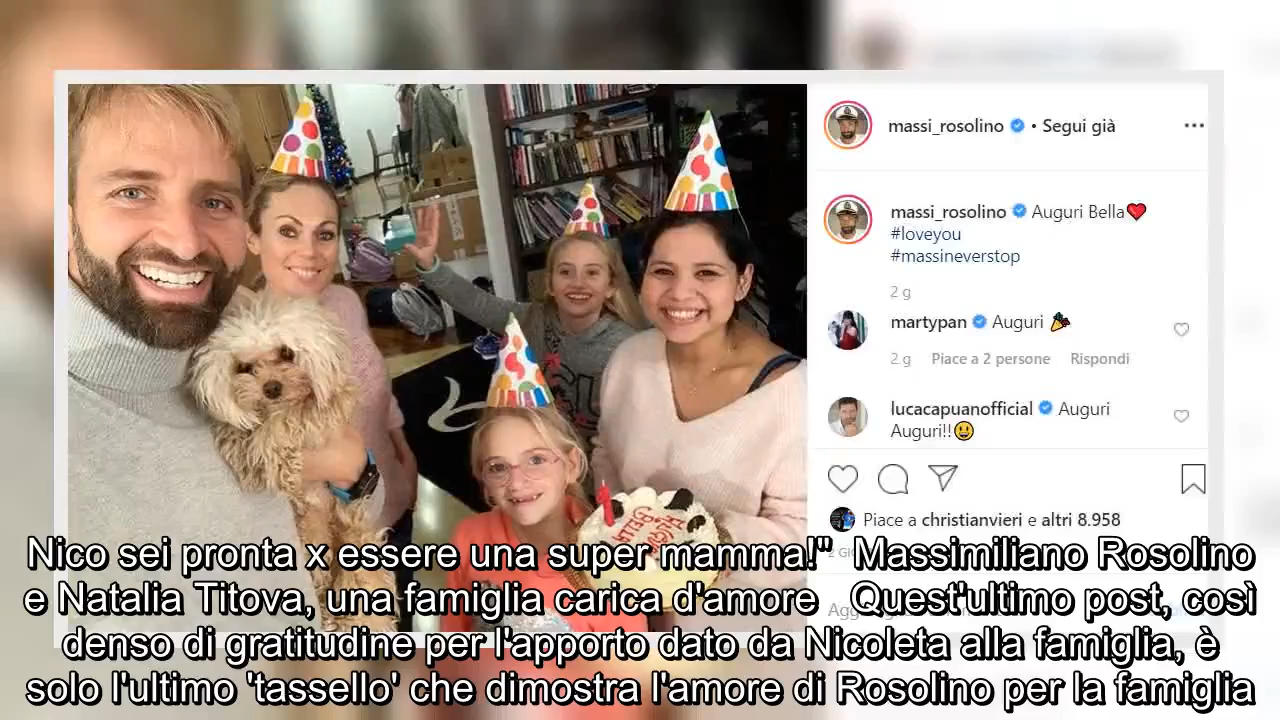 massi_rosolino • Segui già
massi_rosolino Auguri Bella❤️
#loveyou
#massineverstop
2 g
martypan Auguri 🎉
2 g Piace a 2 persone Rispondi
lucacapuanofficial Auguri
Auguri!!😀
Piace a christianvieri e altri 8.958
Nico sei pronta x essere una super mamma!" Massimiliano Rosolino
e Natalia Titova, una famiglia carica d'amore Quest'ultimo post, così
denso di gratitudine per l'apporto dato da Nicoleta alla famiglia, è
solo l'ultimo 'tassello' che dimostra l'amore di Rosolino per la famiglia